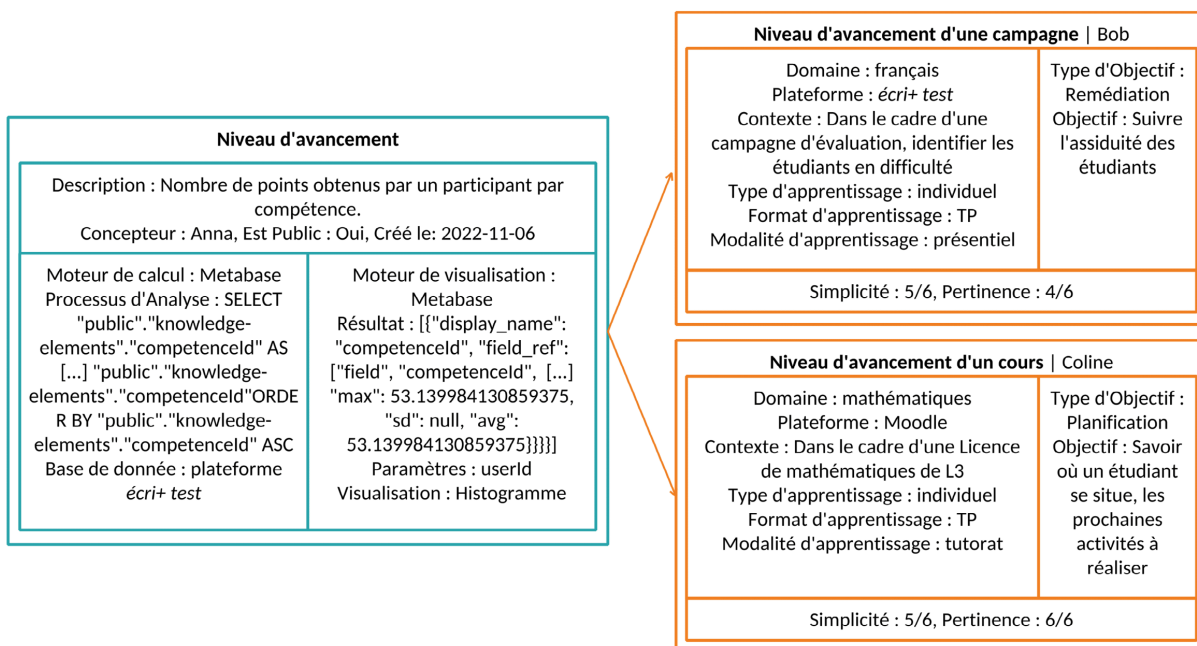 Niveau d'avancement
Description : Nombre de points obtenus par un participant par
compétence.
Concepteur : Anna, Est Public : Oui, Créé le: 2022-11-06
Moteur de calcul : Metabase
Processus d'Analyse : SELECT
"public"."knowledge-
elements"."competenceId" AS
[...] "public"."knowledge-
elements"."competenceId"ORDE
R BY "public"."knowledge-
elements"."competenceId" ASC
Base de donnée : plateforme
écri+ test
Moteur de visualisation :
Metabase
Résultat : [{"display_name":
"competenceId", "field_ref":
["field", "competenceId", [...]
"max": 53.139984130859375,
"sd": null, "avg":
53.139984130859375}}}}]
Paramètres : userId
Visualisation : Histogramme
Niveau d'avancement d'une campagne | Bob
Domaine : français
Plateforme : écri+ test
Contexte : Dans le cadre d'une
campagne d'évaluation, identifier les
étudiants en difficulté
Type d'apprentissage : individuel
Format d'apprentissage : TP
Modalité d'apprentissage : présentiel
Type d'Objectif :
Remédiation
Objectif : Suivre
l'assiduité des
étudiants
Simplicité : 5/6, Pertinence : 4/6
Niveau d'avancement d'un cours | Coline
Domaine : mathématiques
Plateforme : Moodle
Contexte : Dans le cadre d'une Licence
de mathématiques de L3
Type d'apprentissage : individuel
Format d'apprentissage : TP
Modalité d'apprentissage : tutorat
Type d'Objectif :
Planification
Objectif : Savoir
où un étudiant
se situe, les
prochaines
activités à
réaliser
Simplicité : 5/6, Pertinence : 6/6